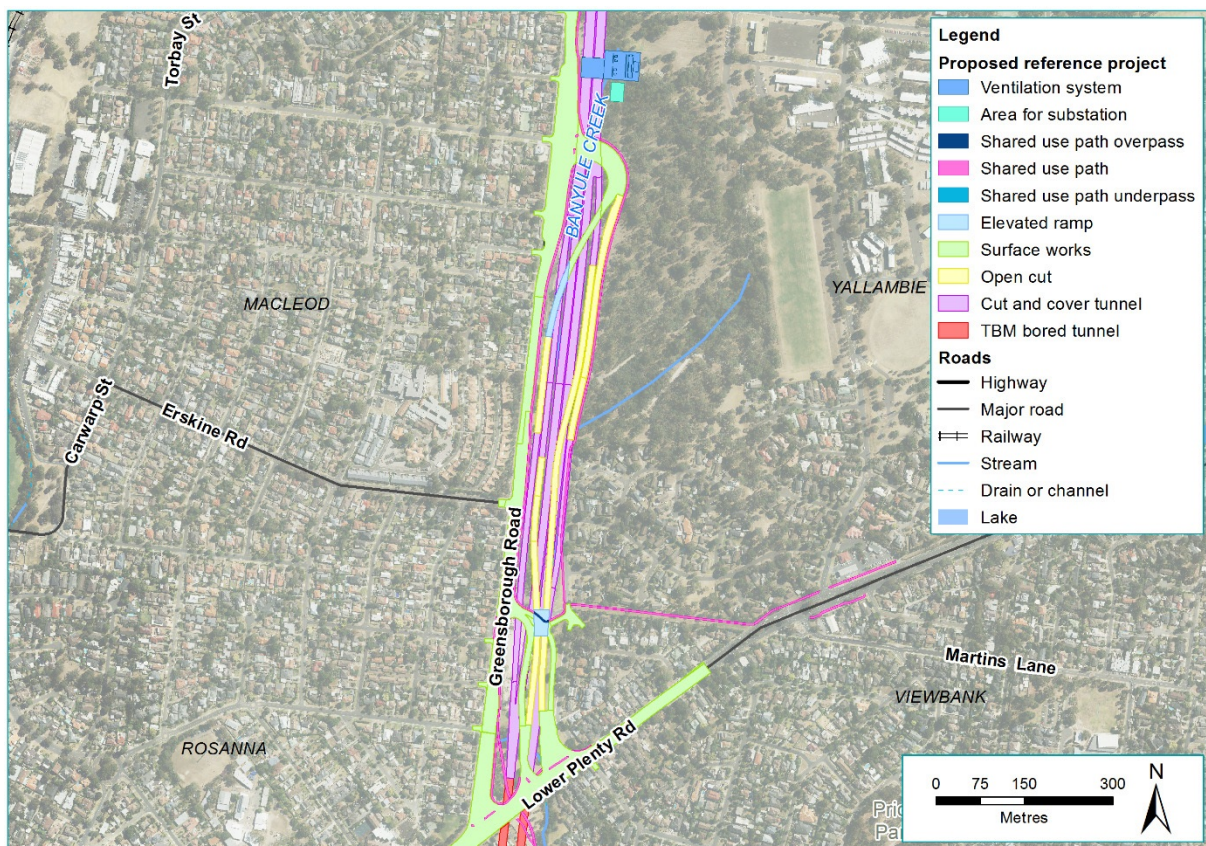 Torbay St
BANYULE CREEK
MACLEOD
YALLAMBIE
Carwarp St
Erskine Rd
Greensborough Road
Martins Lane
VIEWBANK
ROSANNA
Lower Plenty Rd
Legend
Proposed reference project
Ventilation system
Area for substation
Shared use path overpass
Shared use path
Shared use path underpass
Elevated ramp
Surface works
Open cut
Cut and cover tunnel
TBM bored tunnel
Roads
Highway
Major road
Railway
Stream
Drain or channel
Lake
0 75 150 300
Metres
N